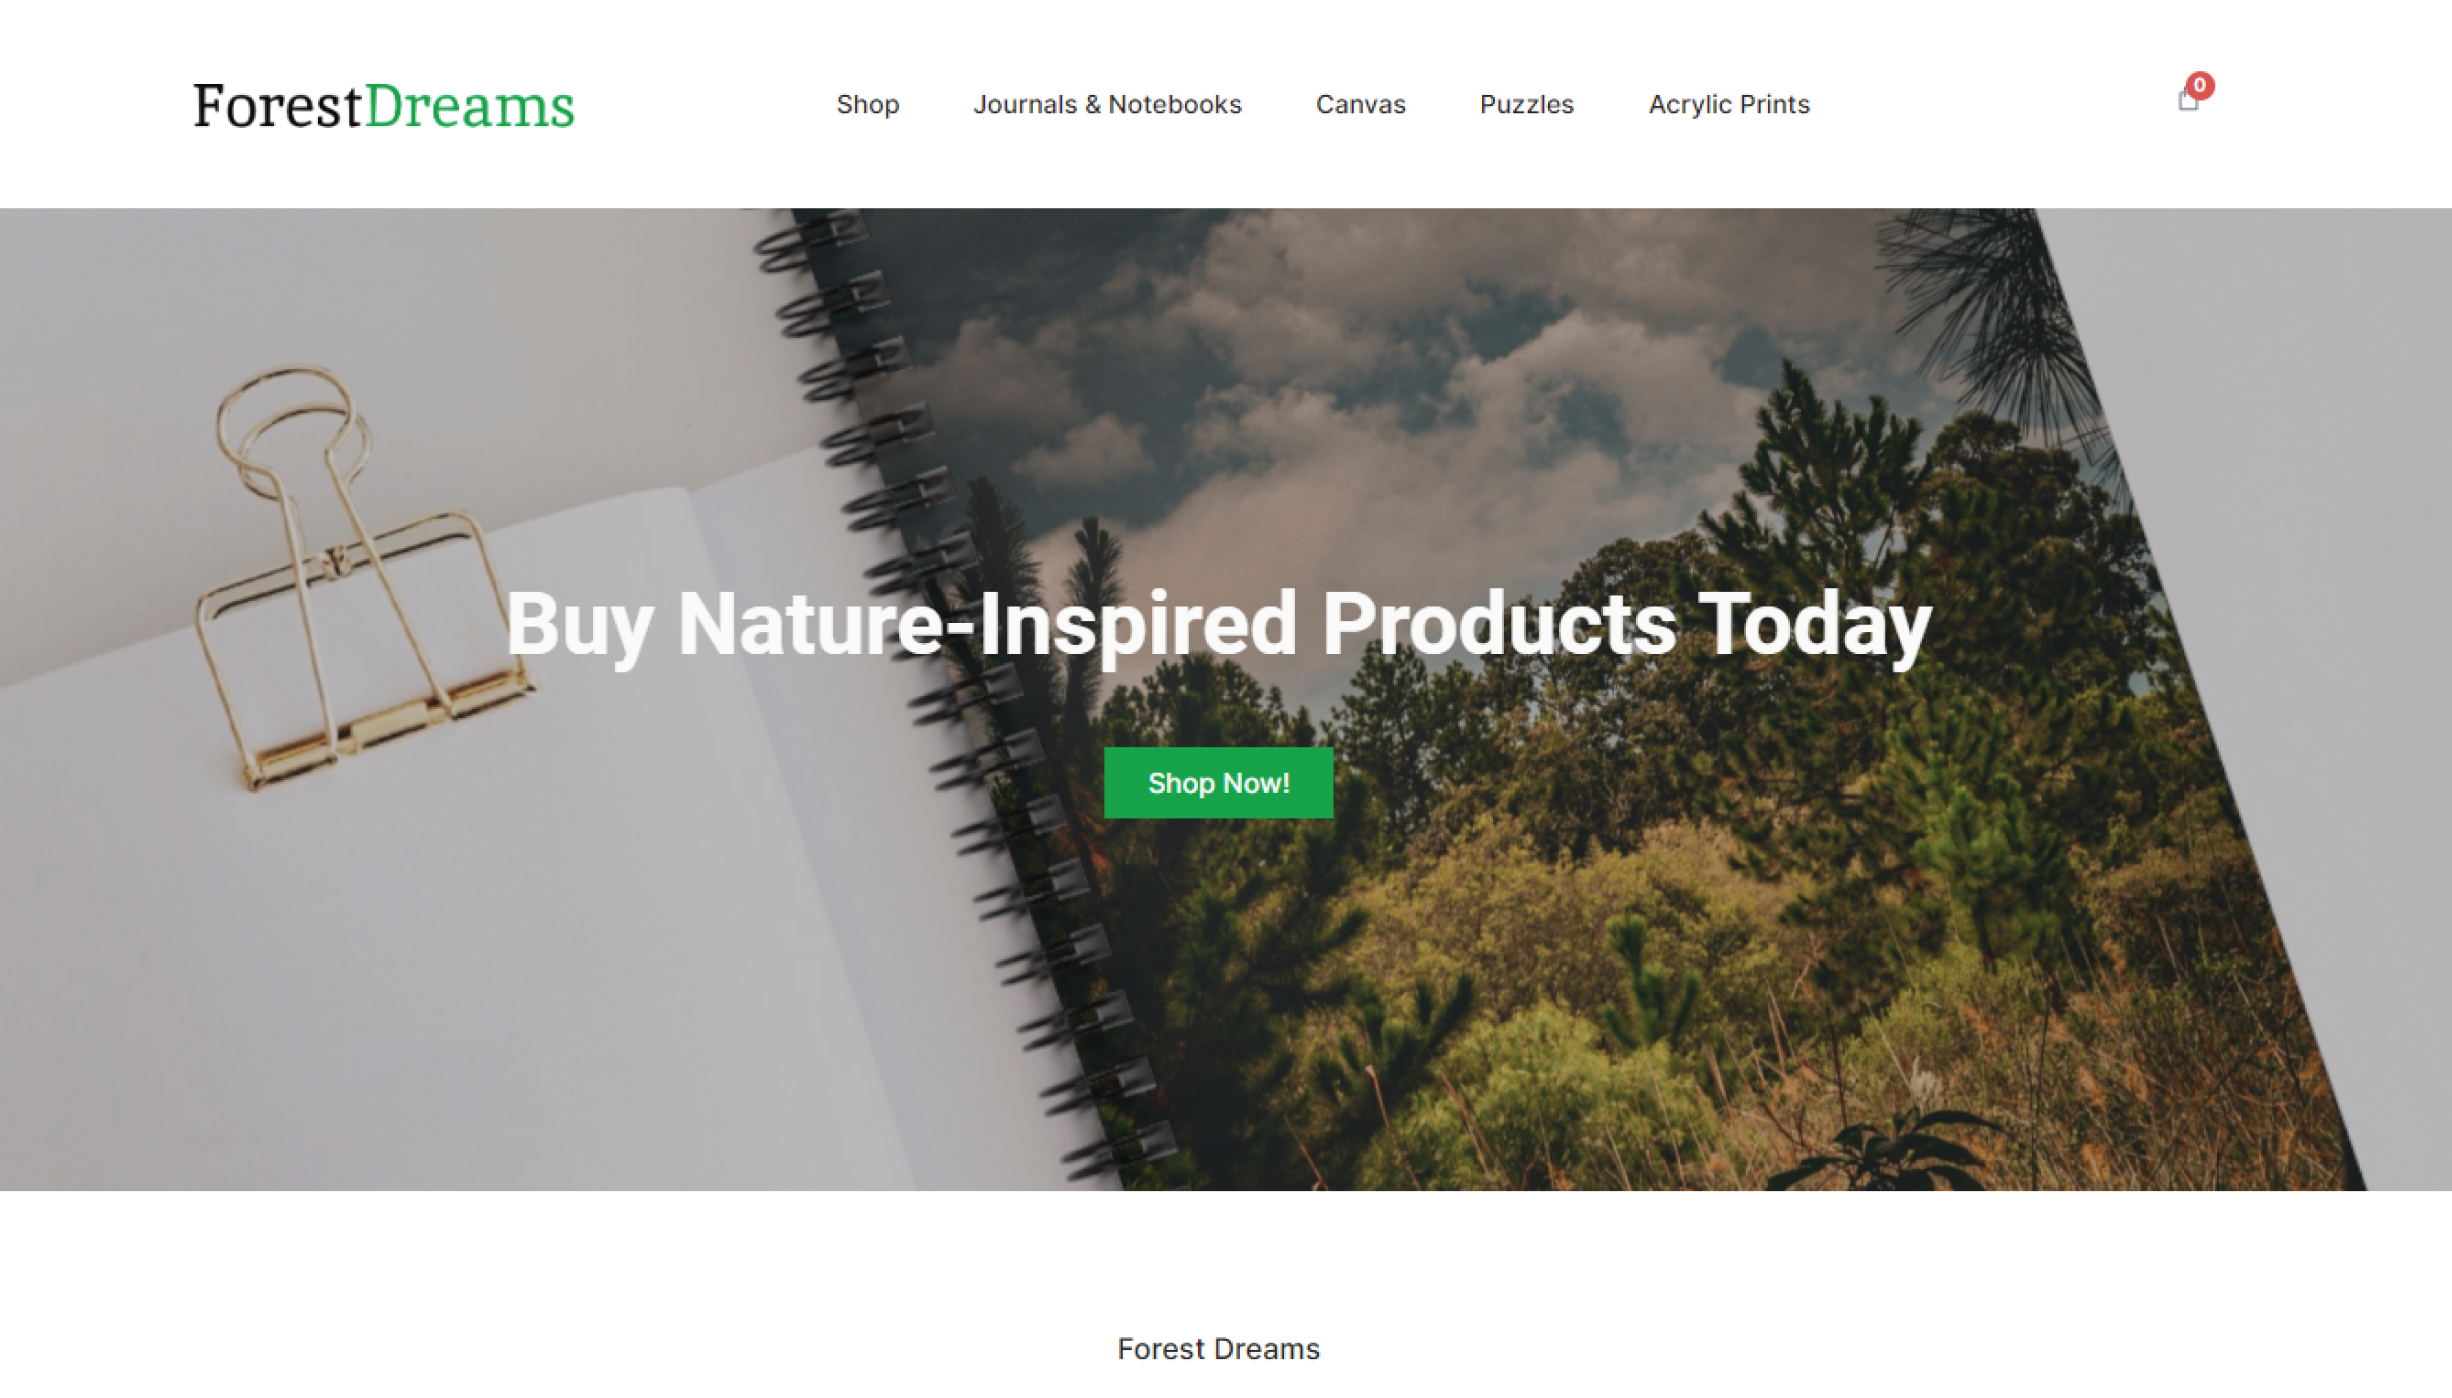 ForestDreams
Shop
Journals & Notebooks
Canvas
Puzzles
Acrylic Prints
0
Buy Nature-Inspired Products Today
Shop Now!
Forest Dreams